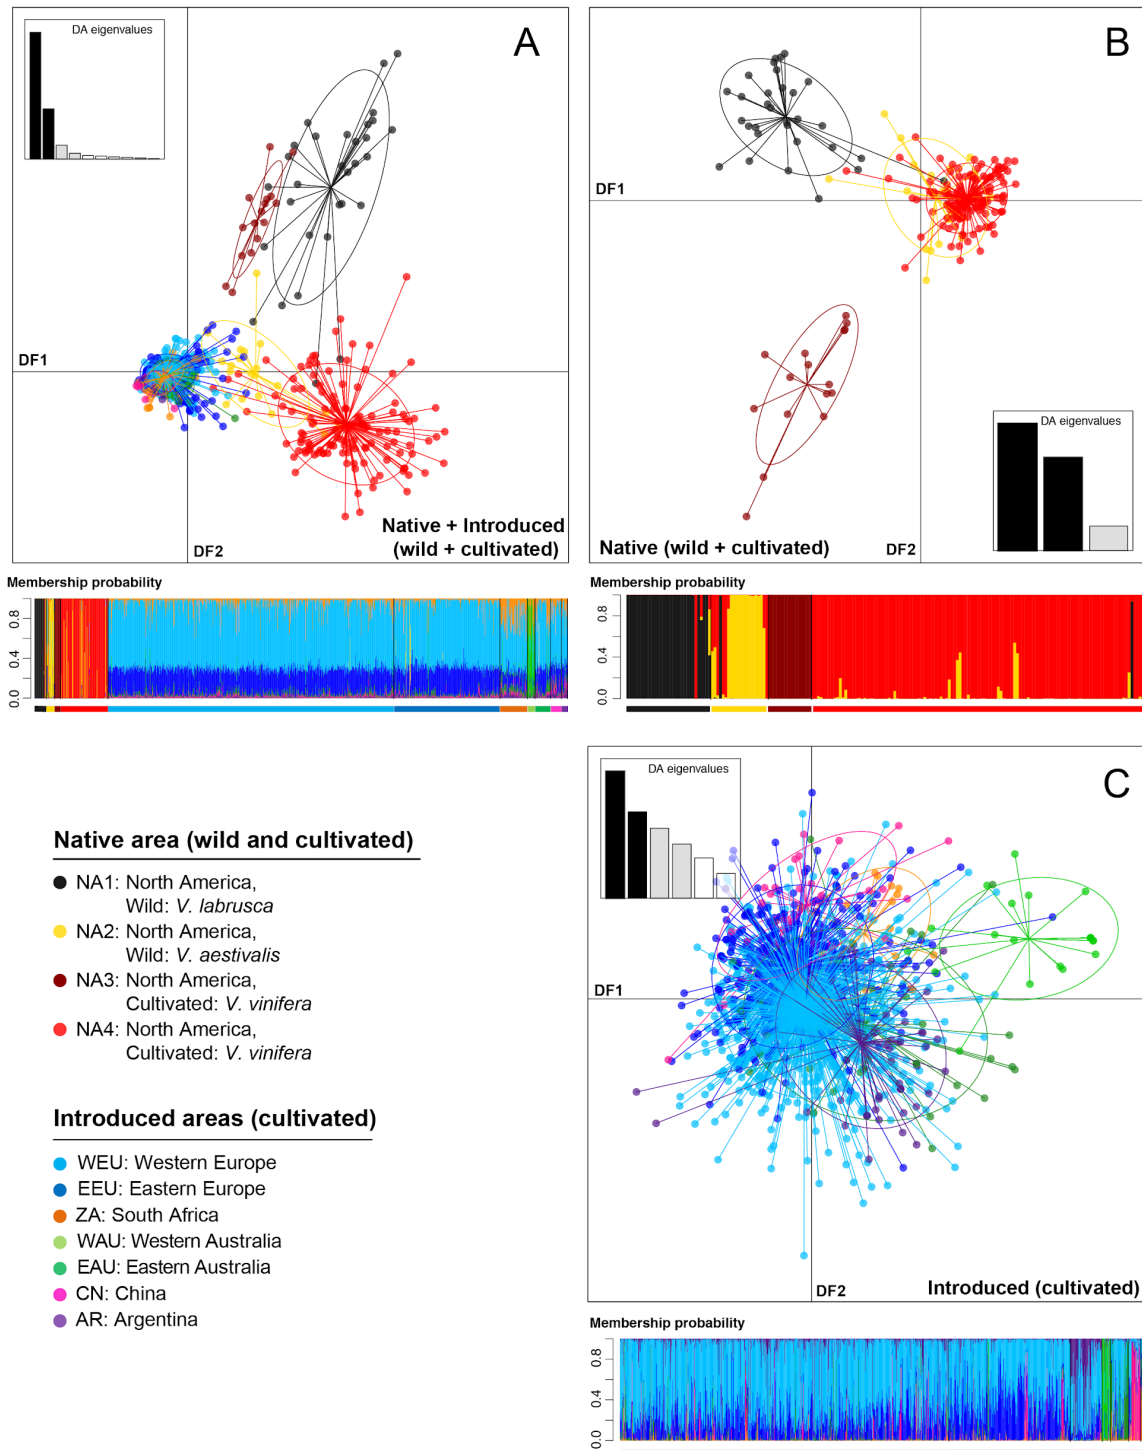 DA eigenvalues
A
DF1
DF2
Native + Introduced
(wild + cultivated)
Membership probability
0.0
0.4
0.8
DA eigenvalues
B
DF1
DF2
Native (wild + cultivated)
Membership probability
0.0
0.4
0.8
Native area (wild and cultivated)
NA1: North America,
Wild: V. labrusca
NA2: North America,
Wild: V. aestivalis
NA3: North America,
Cultivated: V. vinifera
NA4: North America,
Cultivated: V. vinifera
Introduced areas (cultivated)
WEU: Western Europe
EEU: Eastern Europe
ZA: South Africa
WAU: Western Australia
EAU: Eastern Australia
CN: China
AR: Argentina
DA eigenvalues
C
DF1
DF2
Introduced (cultivated)
Membership probability
0.0
0.4
0.8